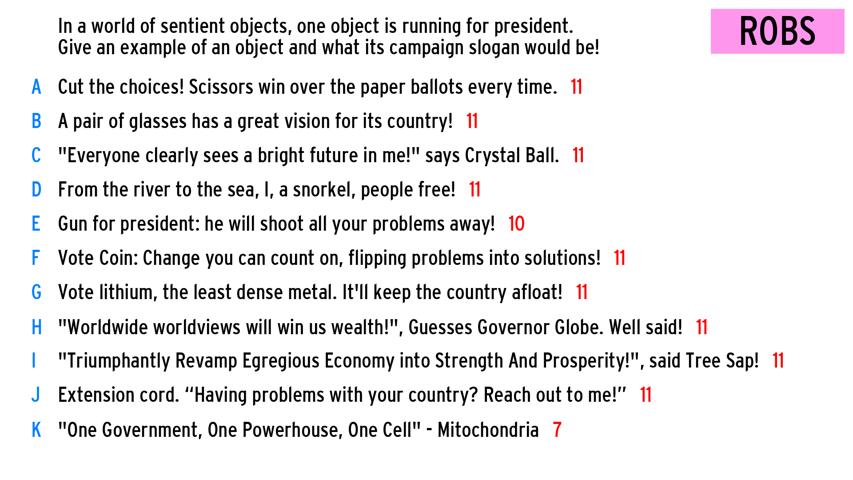 In a world of sentient objects, one object is running for president.
Give an example of an object and what its campaign slogan would be!
ROBS
A Cut the choices! Scissors win over the paper ballots every time. 11
B A pair of glasses has a great vision for its country! 11
C "Everyone clearly sees a bright future in me!" says Crystal Ball. 11
D From the river to the sea, I, a snorkel, people free! 11
E Gun for president: he will shoot all your problems away! 10
F Vote Coin: Change you can count on, flipping problems into solutions! 11
G Vote lithium, the least dense metal. It'll keep the country afloat! 11
H "Worldwide worldviews will win us wealth!", Guesses Governor Globe. Well said! 11
I "Triumphantly Revamp Egregious Economy into Strength And Prosperity!", said Tree Sap! 11
J Extension cord. “Having problems with your country? Reach out to me!” 11
K "One Government, One Powerhouse, One Cell" - Mitochondria 7